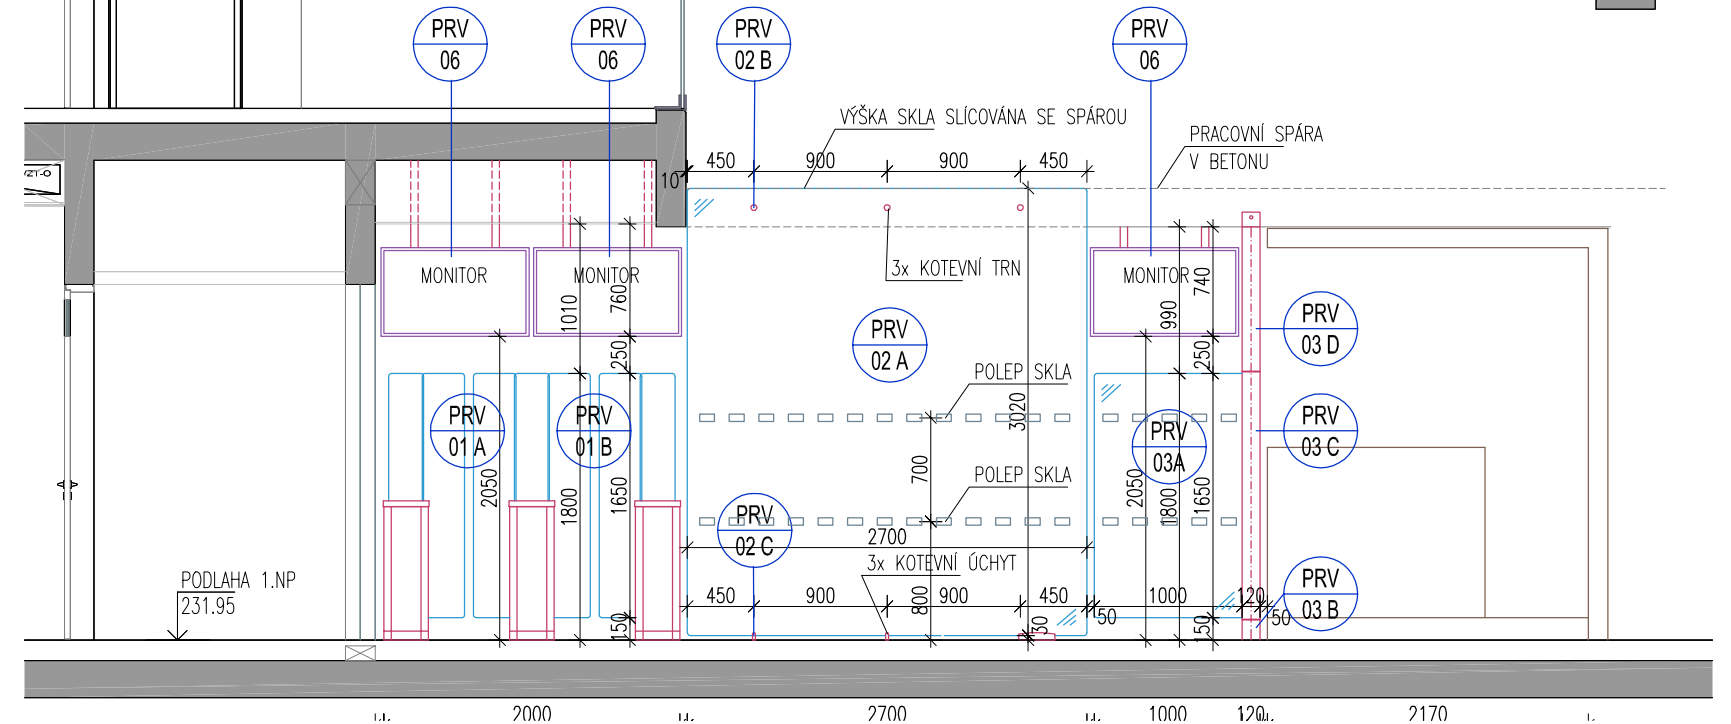 PRV
06
PRV
06
PRV
02 B
PRV
06
VÝŠKA SKLA SLÍCOVÁNA SE SPÁROU
PRACOVNÍ SPÁRA
V BETONU
450
900
900
450
10
VZT-O
3x KOTEVNÍ TRN
MONITOR
MONITOR
MONITOR
1010
760
990
740
PRV
02 A
PRV
03 D
250
250
POLEP SKLA
3020
PRV
01 A
PRV
01 B
PRV
03A
PRV
03 C
700
POLEP SKLA
2050
1800
1650
2050
1800
1650
PRV
02 C
2700
3x KOTEVNÍ ÚCHYT
PODLAHA 1.NP
231.95
450
900
800
900
450
50
1000
120
50
PRV
03 B
150
30
150
2000
2700
1000
120
2170